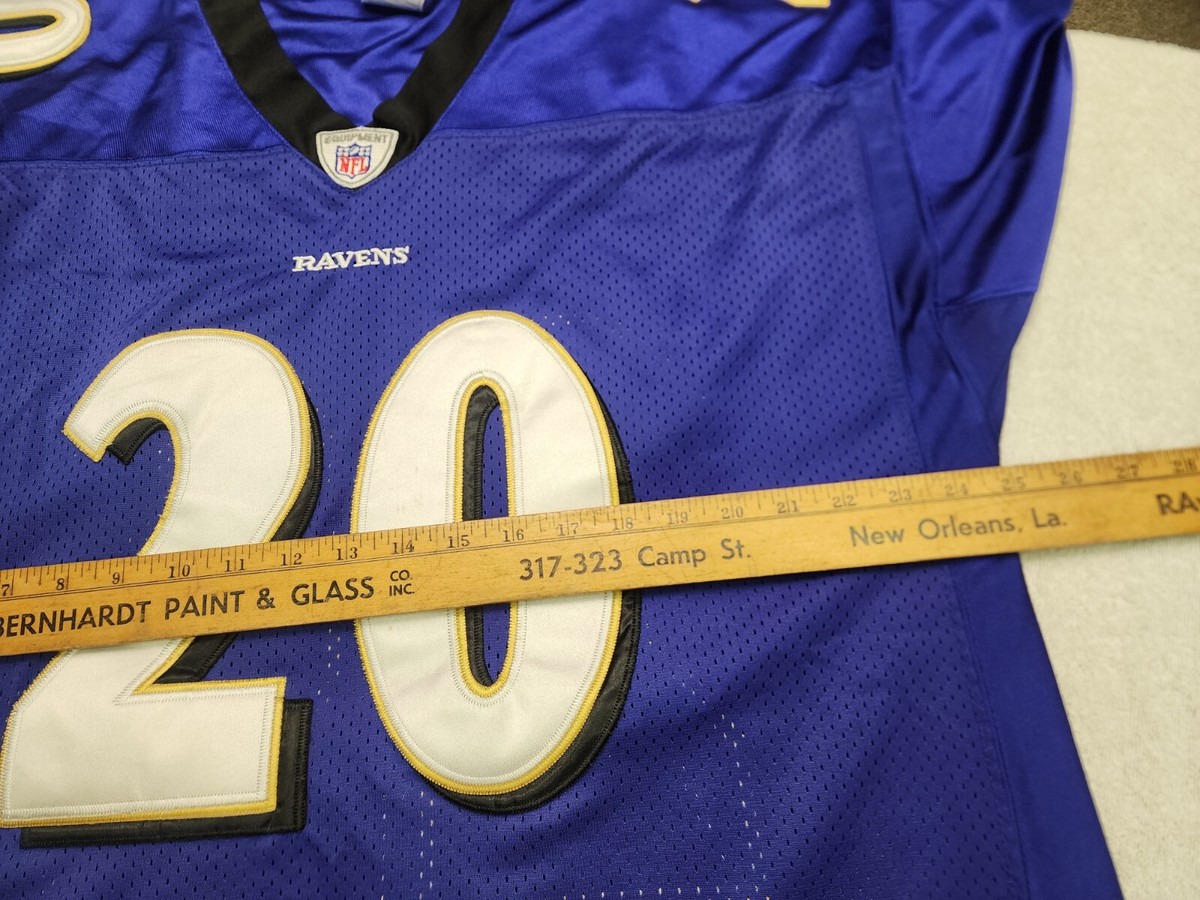 EQUIPMENT
NFL
RAVENS
20
7 8 9 10 11 12 13 14 15 16 17 18 19 20 21 22 23 24 25 26 27 28
BERNHARDT PAINT & GLASS CO. INC.
317-323 Camp St.
New Orleans, La.